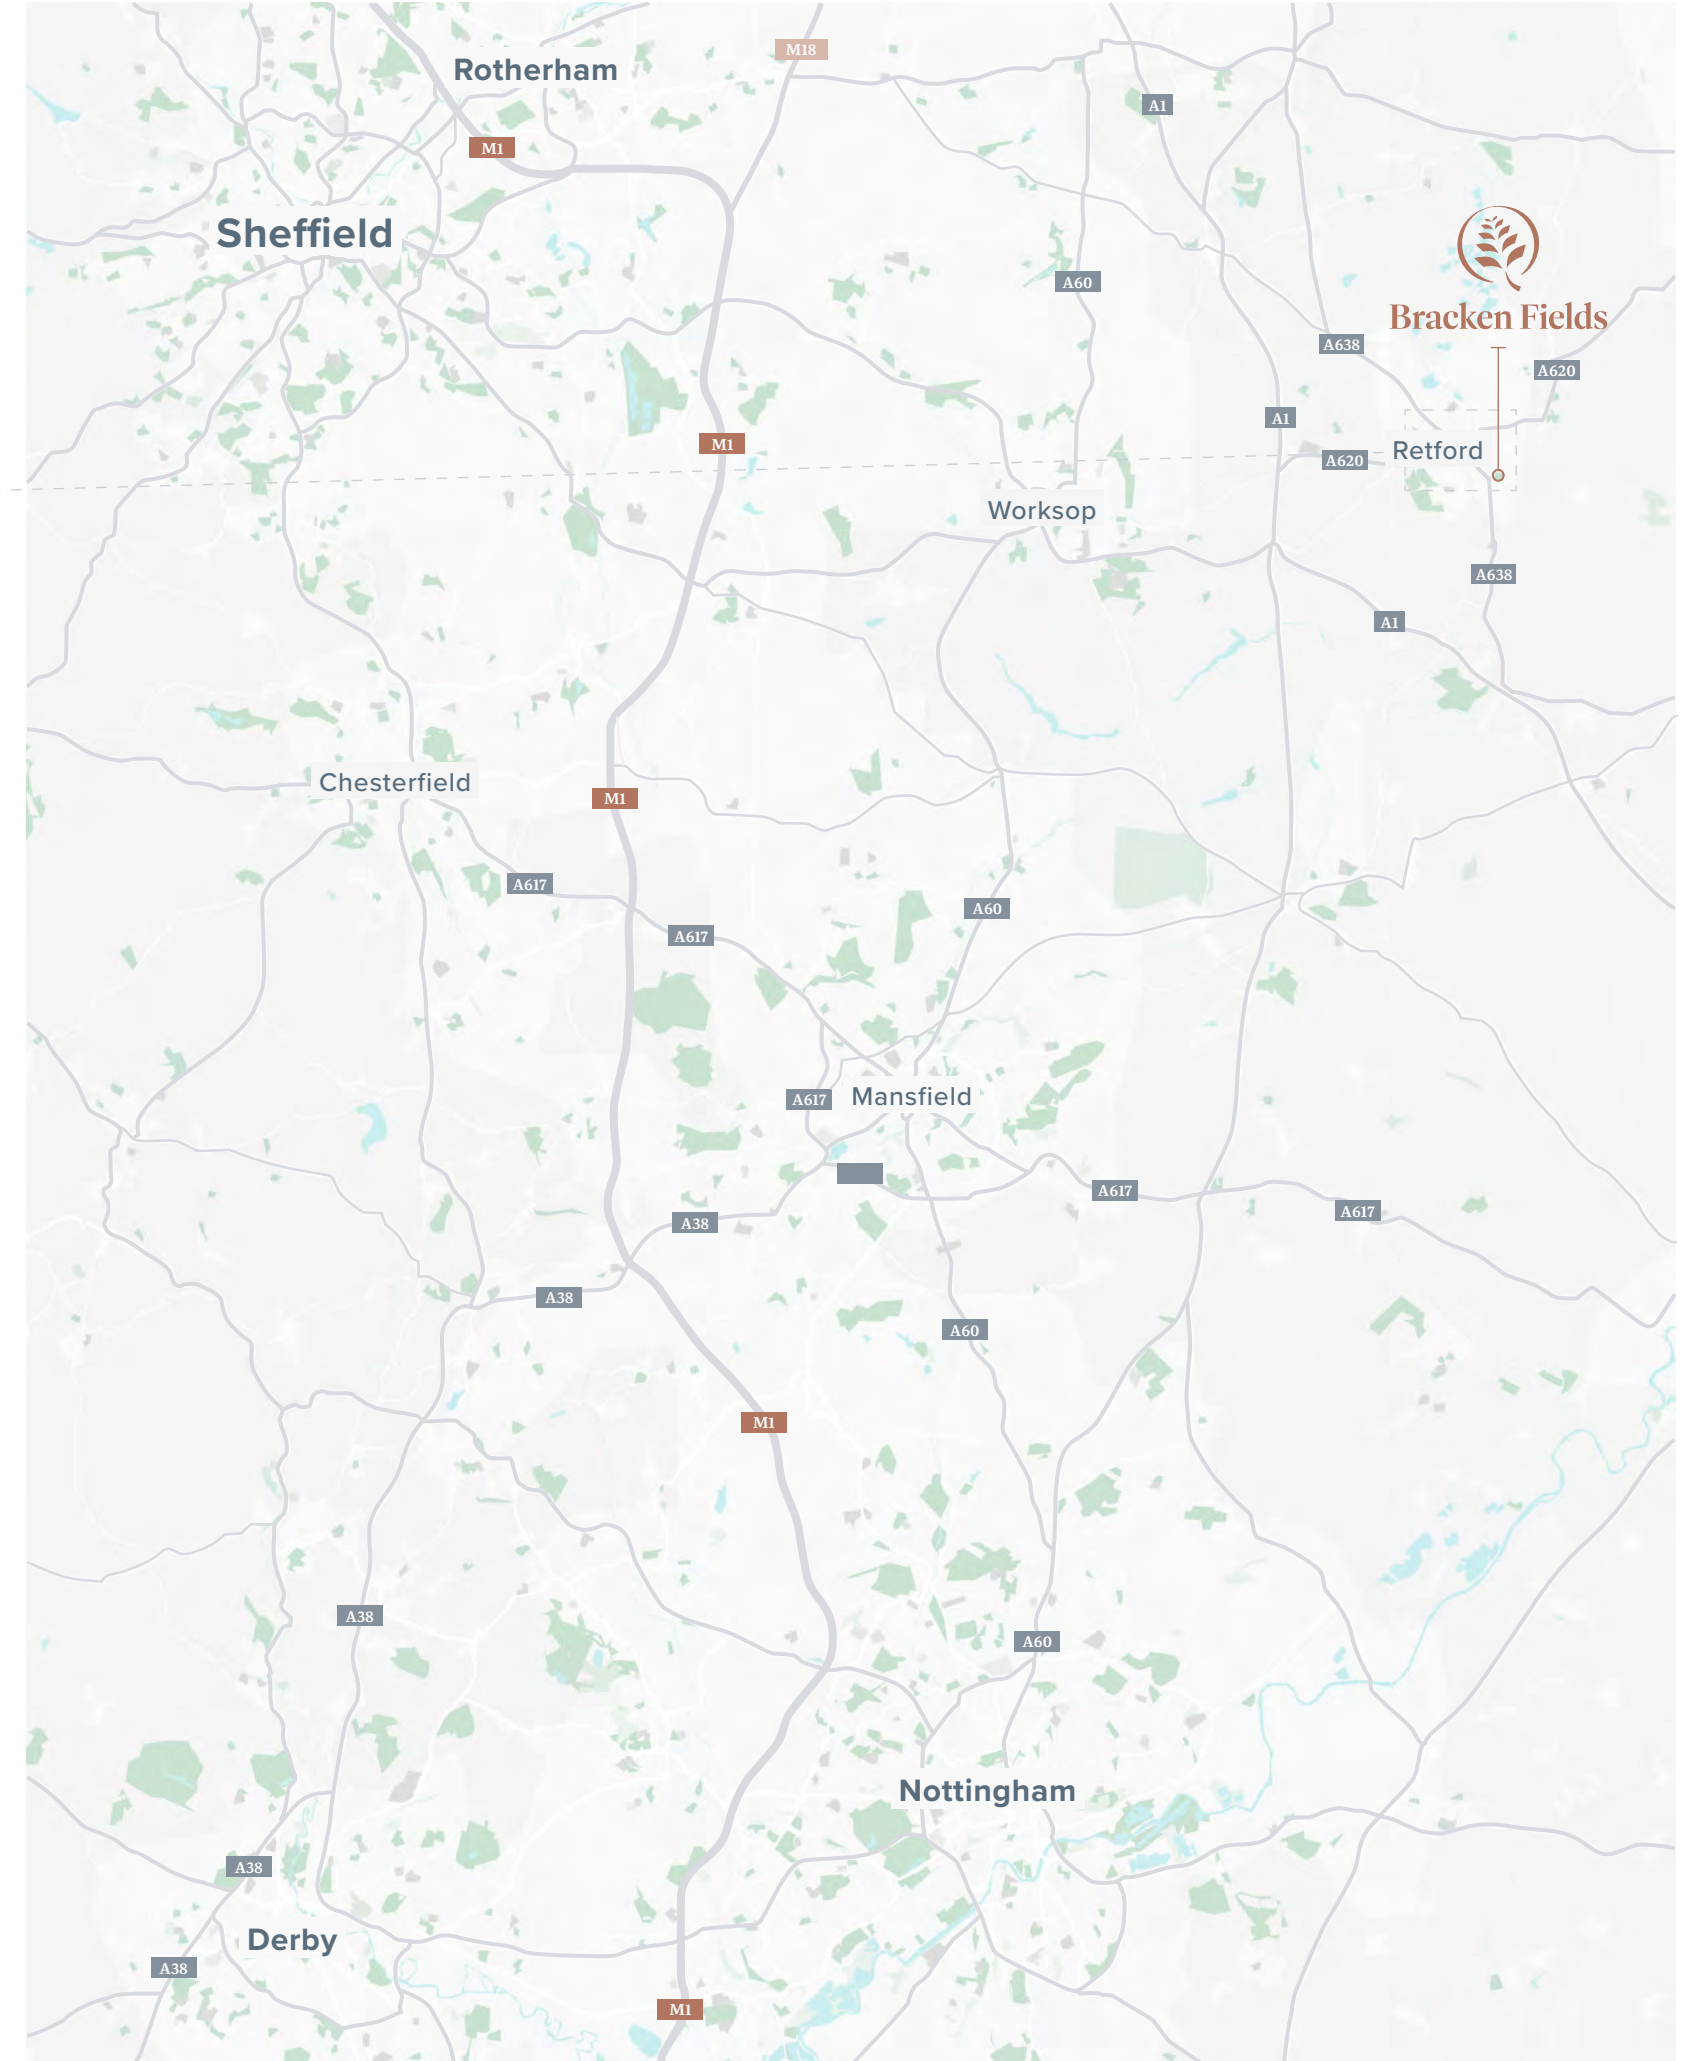 M18
Rotherham
A1
M1
Sheffield
A60
Bracken Fields
A638
A620
A1
M1
Retford
A620
Worksop
A638
A1
Chesterfield
M1
A617
A60
A617
Mansfield
A617
A617
A617
A38
A38
A60
M1
A38
A60
Nottingham
A38
Derby
A38
M1